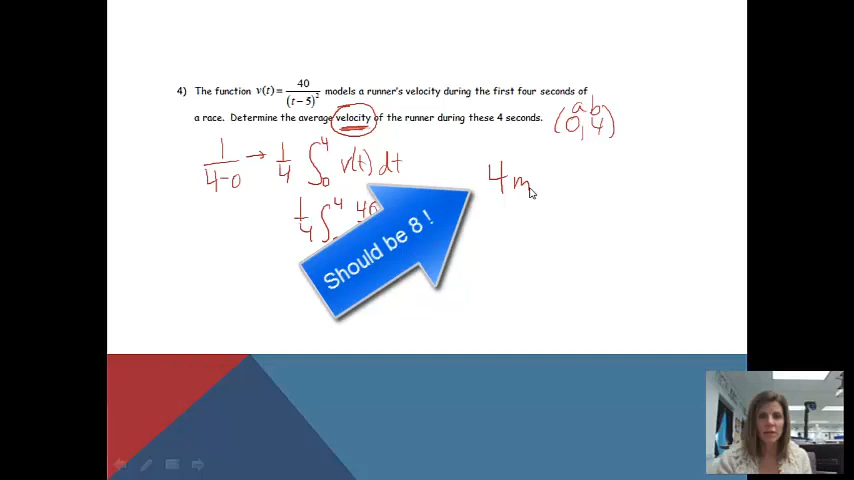 4) The function v(t) = 40 / (t – 5)² models a runner's velocity during the first four seconds of
a race. Determine the average velocity of the runner during these 4 seconds.
a b
(0, 4)
1/(4-0) → 1/4 ∫₀⁴ v(t) dt
4 m
1/4 ∫ 4 40
Should be 8 !